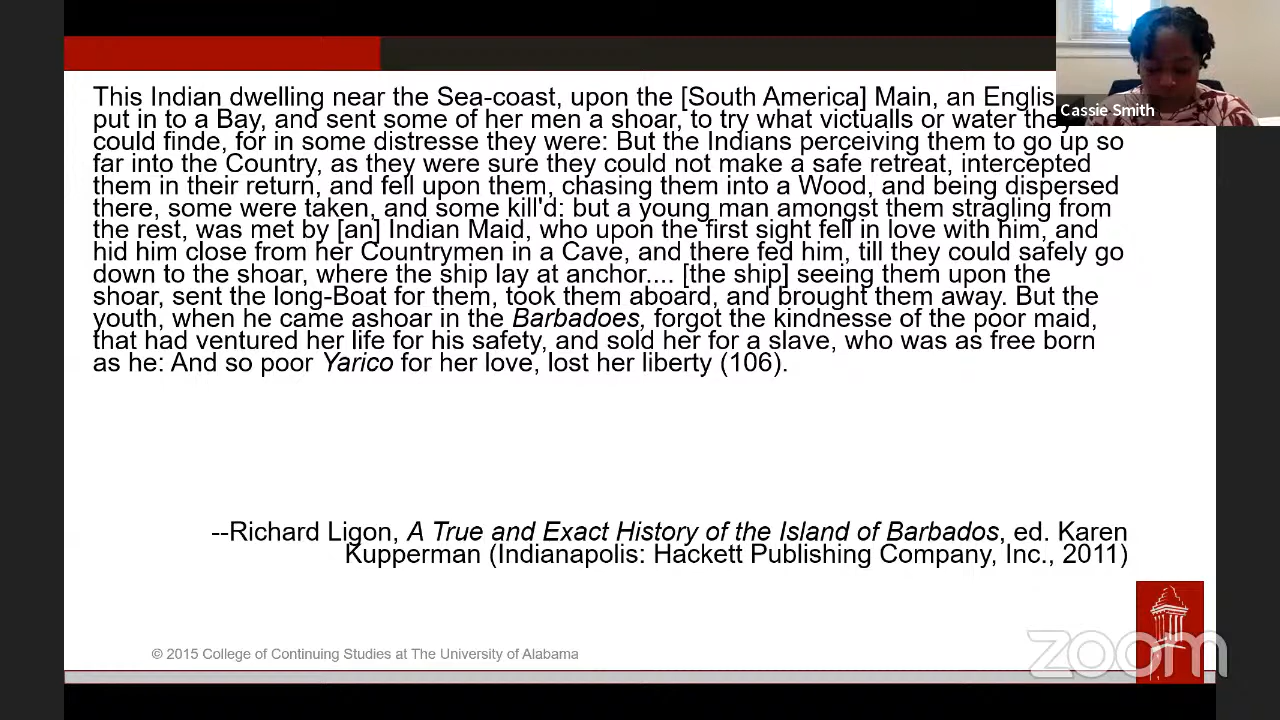 This Indian dwelling near the Sea-coast, upon the [South America] Main, an Englis
put in to a Bay, and sent some of her men a shoar, to try what victualls or water they
could finde, for in some distresse they were: But the Indians perceiving them to go up so
far into the Country, as they were sure they could not make a safe retreat, intercepted
them in their return, and fell upon them, chasing them into a Wood, and being dispersed
there, some were taken, and some kill'd: but a young man amongst them stragling from
the rest, was met by [an] Indian Maid, who upon the first sight fell in love with him, and
hid him close from her Countrymen in a Cave, and there fed him, till they could safely go
down to the shoar, where the ship lay at anchor.... [the ship] seeing them upon the
shoar, sent the long-Boat for them, took them aboard, and brought them away. But the
youth, when he came ashoar in the Barbadoes, forgot the kindnesse of the poor maid,
that had ventured her life for his safety, and sold her for a slave, who was as free born
as he: And so poor Yarico for her love, lost her liberty (106).
--Richard Ligon, A True and Exact History of the Island of Barbados, ed. Karen
Kupperman (Indianapolis: Hackett Publishing Company, Inc., 2011)
© 2015 College of Continuing Studies at The University of Alabama
Cassie Smith
zoom